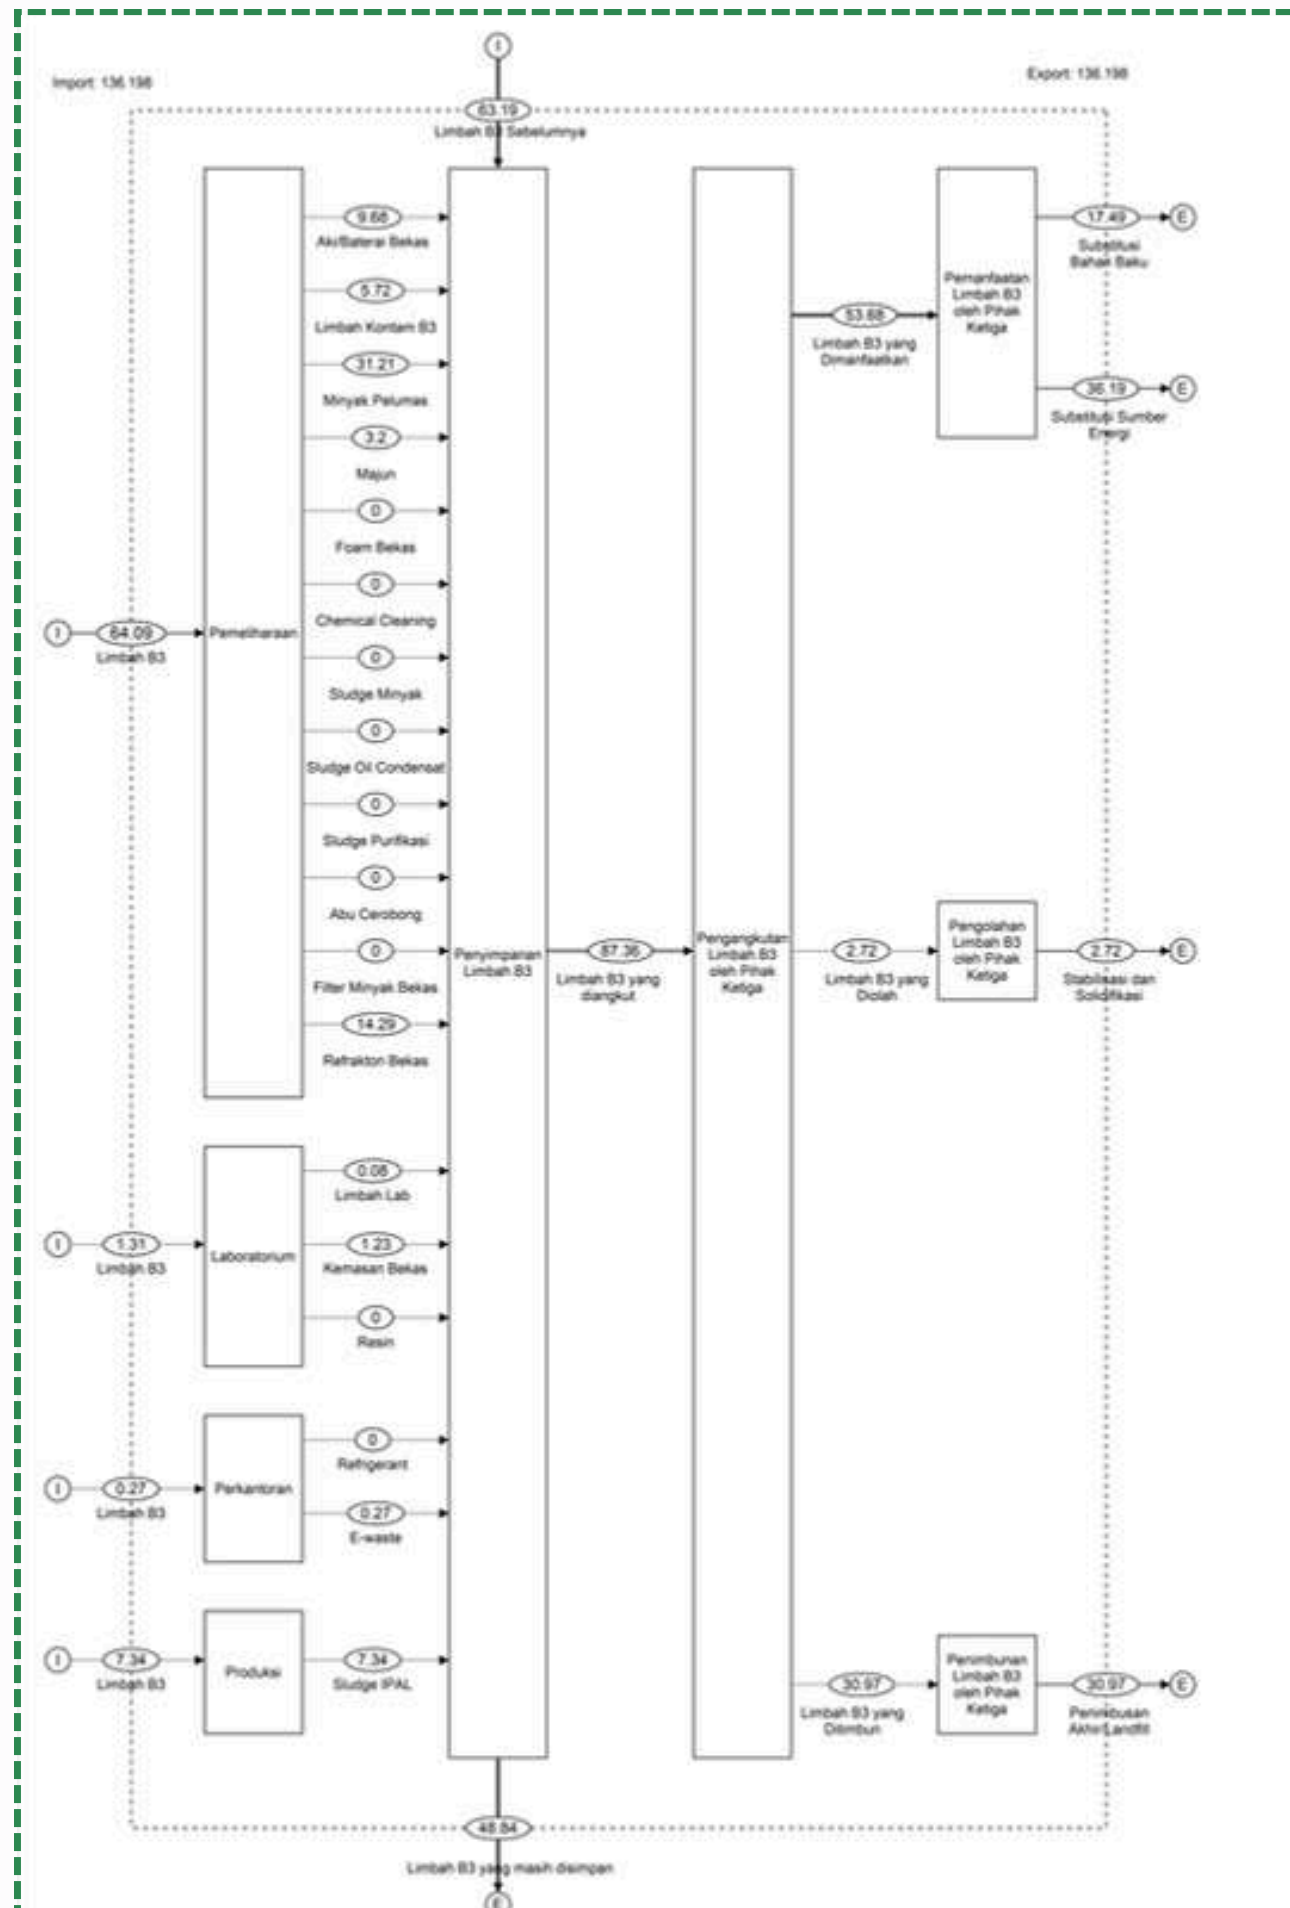 I
Import: 136.198
Export: 136.198
63.19
Limbah B3 Sebelumnya
9.68
Aki/Baterai Bekas
5.72
Limbah Kontam B3
31.21
Minyak Pelumas
3.2
Majun
0
Foam Bekas
0
Chemical Cleaning
0
Sludge Minyak
0
Sludge Oil Condensat
0
Sludge Purifikasi
0
Abu Cerobong
0
Filter Minyak Bekas
14.29
Refraktori Bekas
I
64.09
Limbah B3
Pemeliharaan
I
1.31
Limbah B3
Laboratorium
0.08
Limbah Lab
1.23
Kemasan Bekas
0
Resin
I
0.27
Limbah B3
Perkantoran
0
Refrigerant
0.27
E-waste
I
7.34
Limbah B3
Produksi
7.34
Sludge IPAL
Penyimpanan
Limbah B3
87.36
Limbah B3 yang
diangkut
Pengangkutan
Limbah B3
oleh Pihak
Ketiga
53.68
Limbah B3 yang
Dimanfaatkan
Pemanfaatan
Limbah B3
oleh Pihak
Ketiga
17.49
E
Substitusi
Bahan Baku
36.19
E
Substitusi Sumber
Energi
2.72
Limbah B3 yang
Diolah
Pengolahan
Limbah B3
oleh Pihak
Ketiga
2.72
E
Stabilisasi dan
Solidifikasi
30.97
Limbah B3 yang
Ditimbun
Penimbunan
Limbah B3
oleh Pihak
Ketiga
30.97
E
Akhir Landfill
48.84
Limbah B3 yang masih disimpan
E